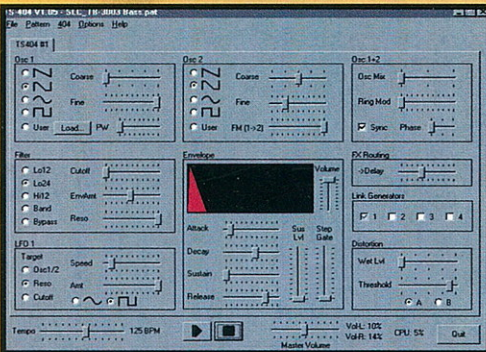 TS-404 V1.05 - SLC_TB-3003 Bass.pat
File Pattern 404 Options Help
TS404 #1
Osc 1
Coarse
Fine
User Load... PW
Osc 2
Coarse
Fine
User FM (1->2)
Osc 1+2
Osc Mix
Ring Mod
Sync Phase
Filter
Lo12 Cutoff
Lo24
Hi12 EnvAmt
Band
Bypass Reso
Envelope
Volume
Attack Sus Step
Lvl Gate
Decay
Sustain
Release
FX Routing
->Delay
Link Generators
1 2 3 4
LFO 1
Target Speed
Osc1/2
Reso Amt
Cutoff
Distortion
Wet Lvl
Threshold
A B
Tempo 125 BPM
Master Volume
Vol-L: 10%
Vol-R: 14%
CPU: 5%
Quit